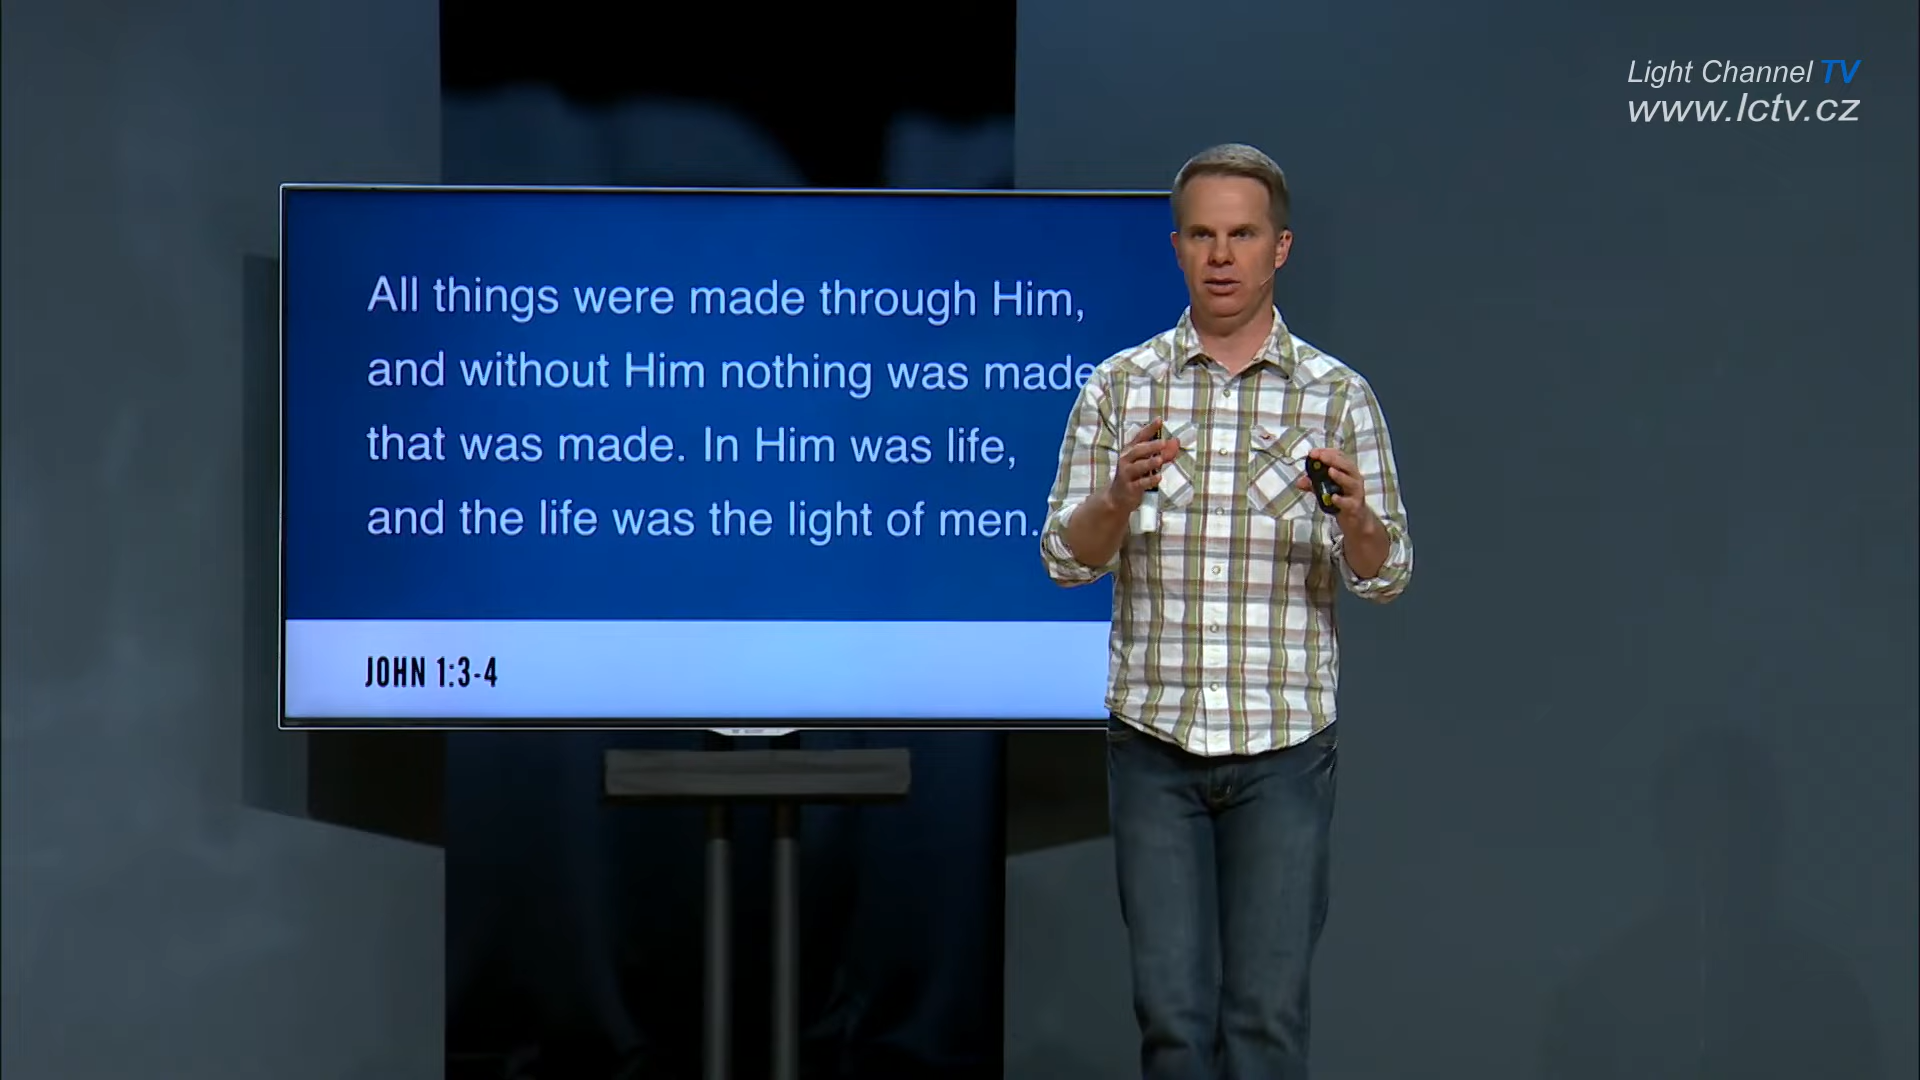 Light Channel TV
www.lctv.cz
All things were made through Him,
and without Him nothing was made
that was made. In Him was life,
and the life was the light of men.
JOHN 1:3-4